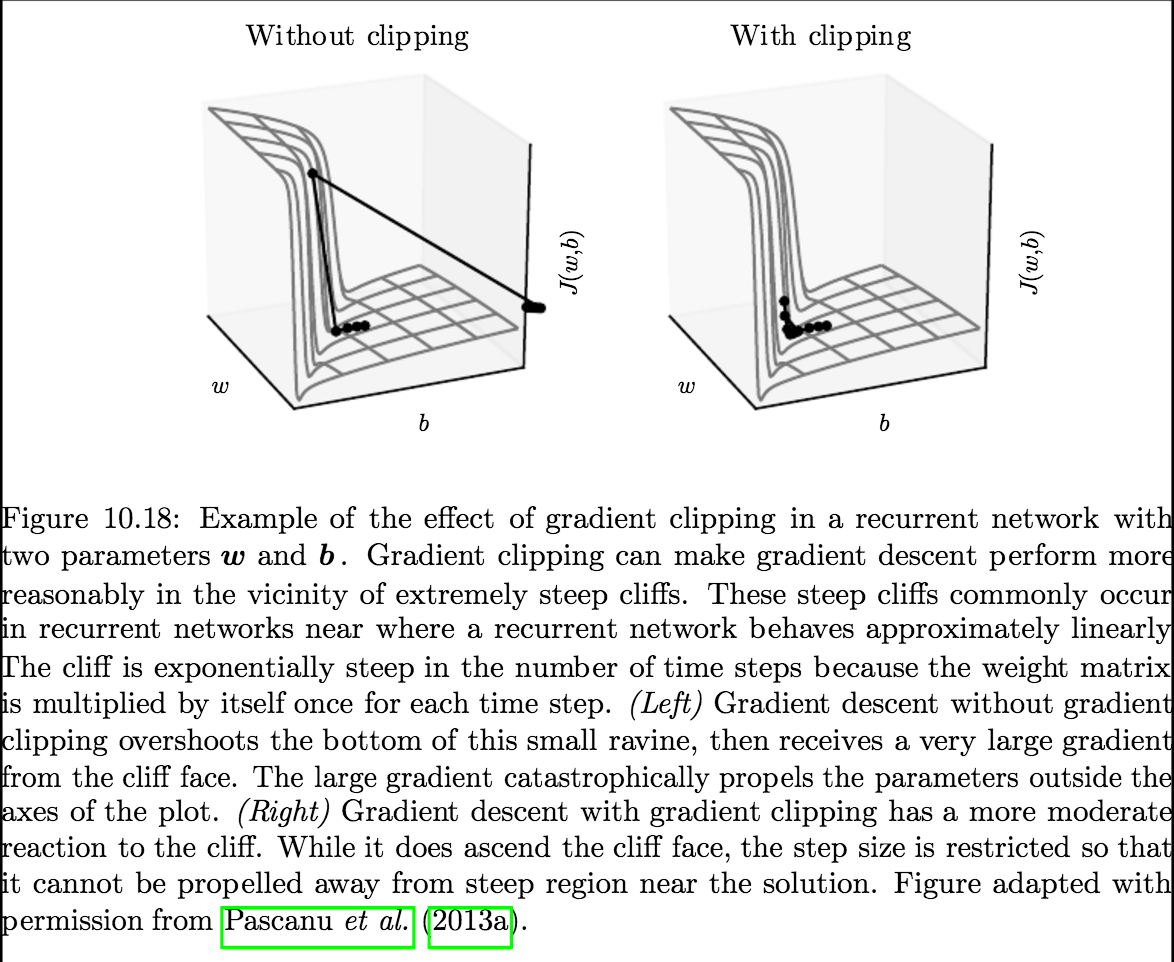 Without clipping
With clipping
J(w,b)
J(w,b)
w
w
b
b
Figure 10.18: Example of the effect of gradient clipping in a recurrent network with
two parameters w and b. Gradient clipping can make gradient descent perform more
reasonably in the vicinity of extremely steep cliffs. These steep cliffs commonly occur
in recurrent networks near where a recurrent network behaves approximately linearly
The cliff is exponentially steep in the number of time steps because the weight matrix
is multiplied by itself once for each time step. (Left) Gradient descent without gradient
clipping overshoots the bottom of this small ravine, then receives a very large gradient
from the cliff face. The large gradient catastrophically propels the parameters outside the
axes of the plot. (Right) Gradient descent with gradient clipping has a more moderate
reaction to the cliff. While it does ascend the cliff face, the step size is restricted so that
it cannot be propelled away from steep region near the solution. Figure adapted with
permission from Pascanu et al. (2013a).